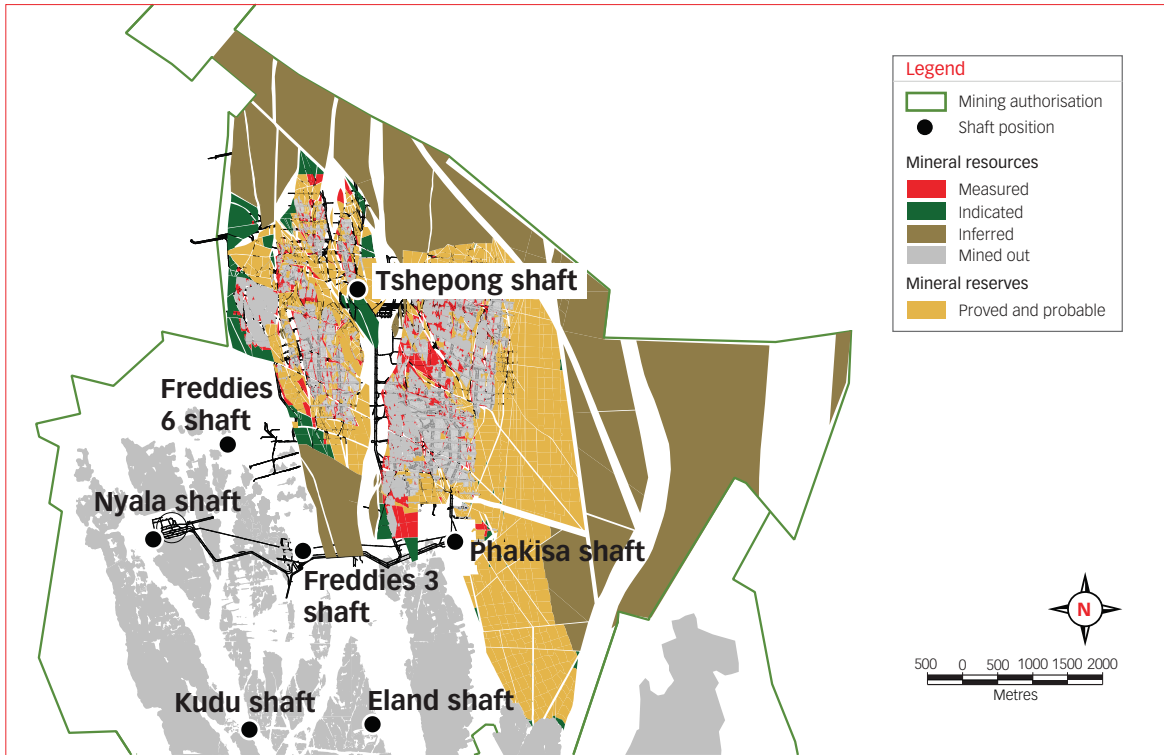 Legend
Mining authorisation
Shaft position
Mineral resources
Measured
Indicated
Inferred
Mined out
Mineral reserves
Proved and probable
Tshepong shaft
Freddies
6 shaft
Nyala shaft
Phakisa shaft
Freddies 3
shaft
Kudu shaft
Eland shaft
N
500 0 500 1000 1500 2000
Metres